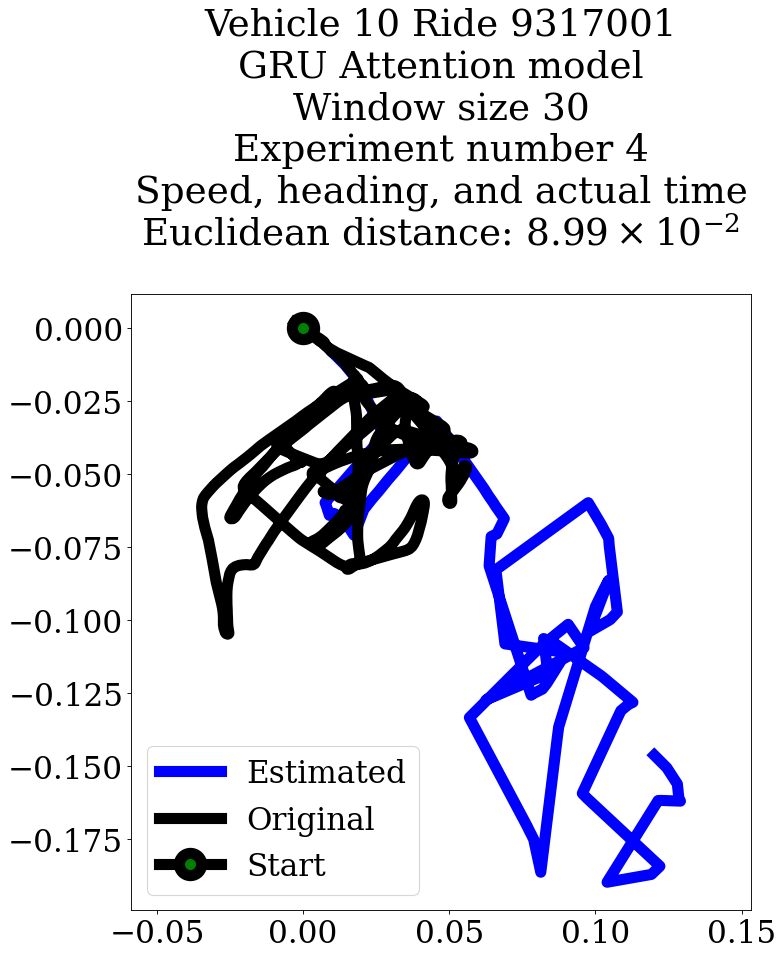 Vehicle 10 Ride 9317001
GRU Attention model
Window size 30
Experiment number 4
Speed, heading, and actual time
Euclidean distance: 8.99 × 10⁻²
0.000
−0.025
−0.050
−0.075
−0.100
−0.125
−0.150
−0.175
Estimated
Original
Start
−0.05
0.00
0.05
0.10
0.15